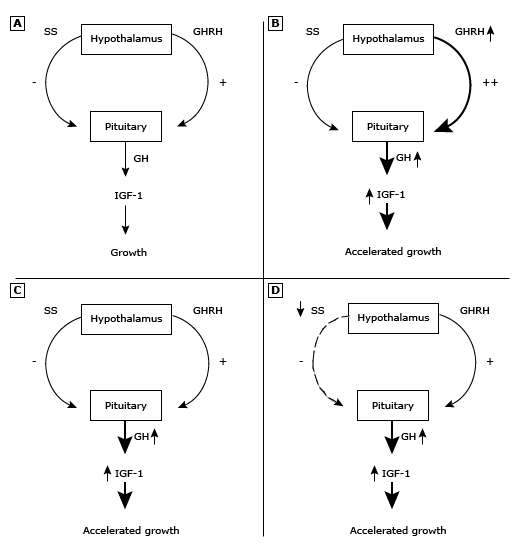 A
SS
Hypothalamus
GHRH
-
+
Pituitary
GH
IGF-1
Growth
B
SS
Hypothalamus
GHRH
-
++
Pituitary
GH
IGF-1
Accelerated growth
C
SS
Hypothalamus
GHRH
-
+
Pituitary
GH
IGF-1
Accelerated growth
D
SS
Hypothalamus
GHRH
-
+
Pituitary
GH
IGF-1
Accelerated growth